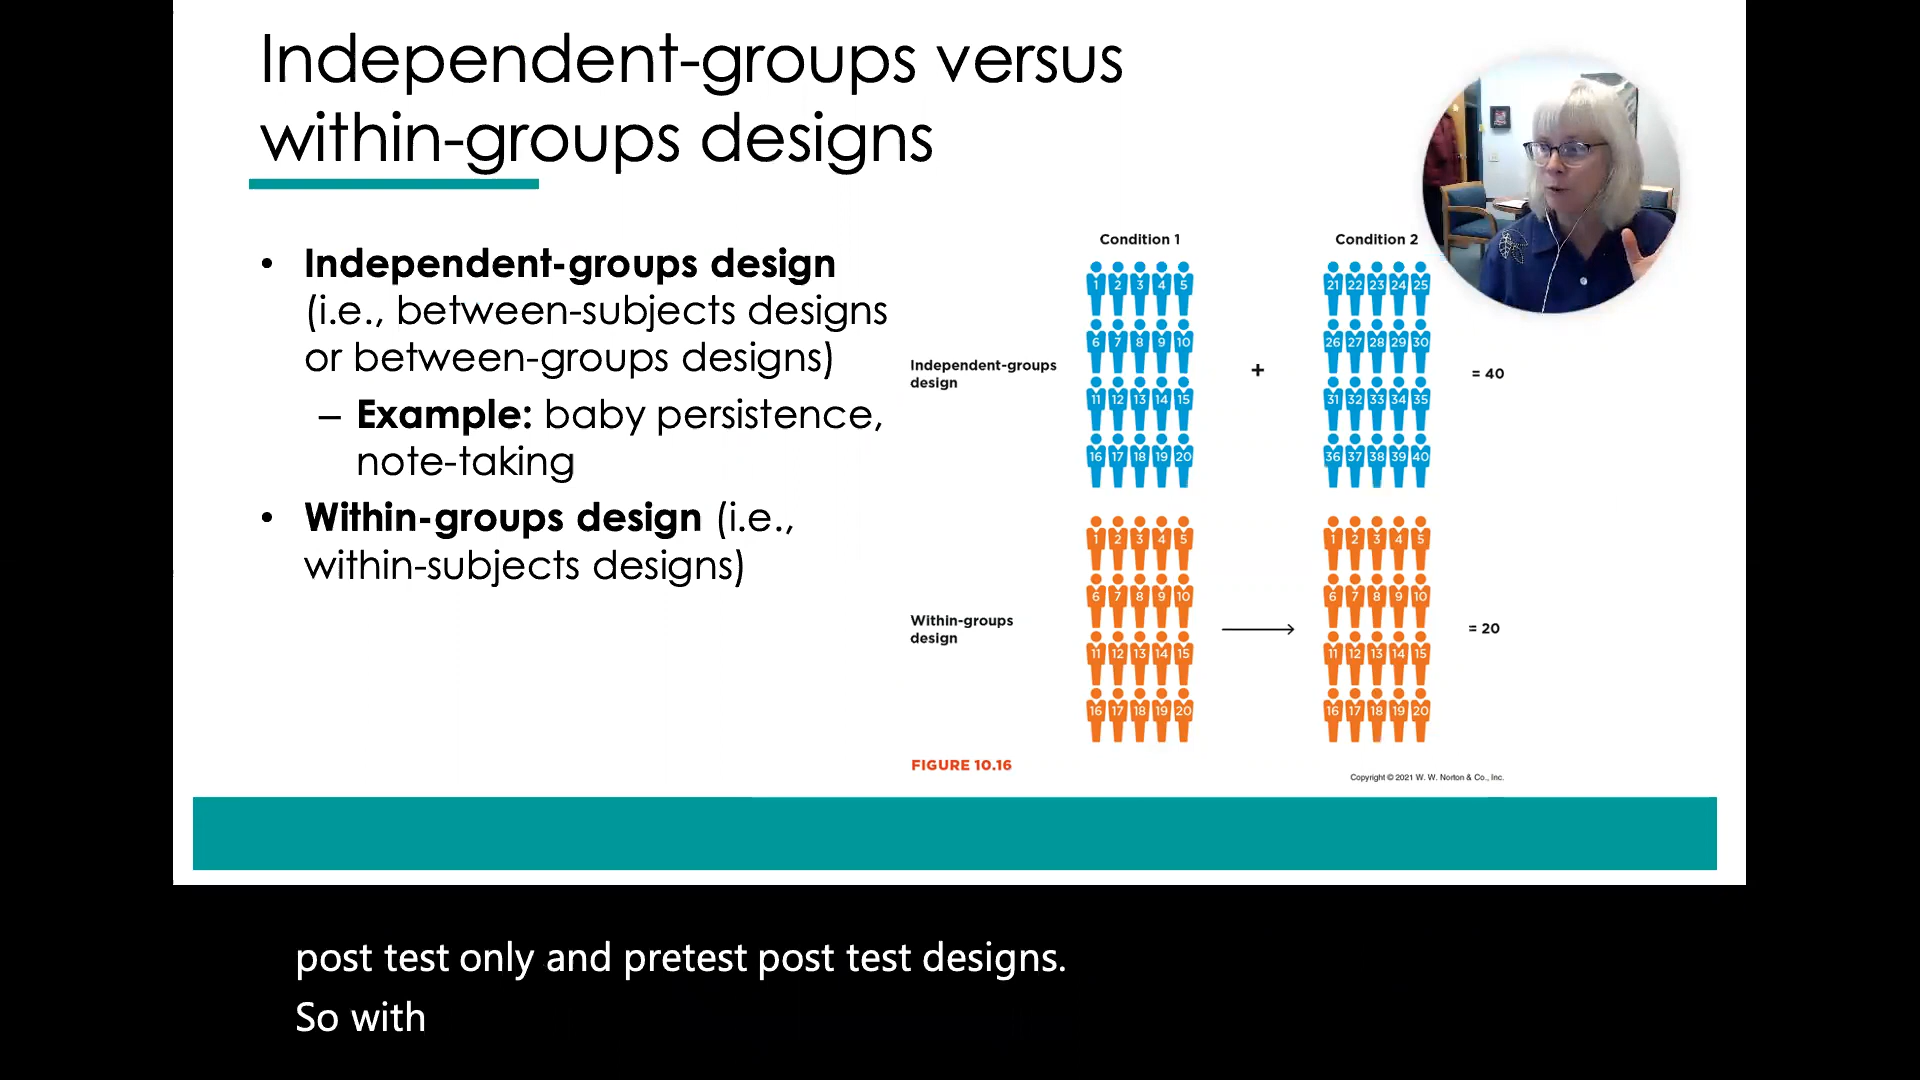 Independent-groups versus
within-groups designs
• Independent-groups design
(i.e., between-subjects designs
or between-groups designs)
– Example: baby persistence,
note-taking
• Within-groups design (i.e.,
within-subjects designs)
Condition 1
Condition 2
Independent-groups
design
1 2 3 4 5
6 7 8 9 10
11 12 13 14 15
16 17 18 19 20
+
21 22 23 24 25
26 27 28 29 30
31 32 33 34 35
36 37 38 39 40
= 40
Within-groups
design
1 2 3 4 5
6 7 8 9 10
11 12 13 14 15
16 17 18 19 20
1 2 3 4 5
6 7 8 9 10
11 12 13 14 15
16 17 18 19 20
= 20
FIGURE 10.16
Copyright © 2021 W. W. Norton & Co., Inc.
post test only and pretest post test designs.
So with